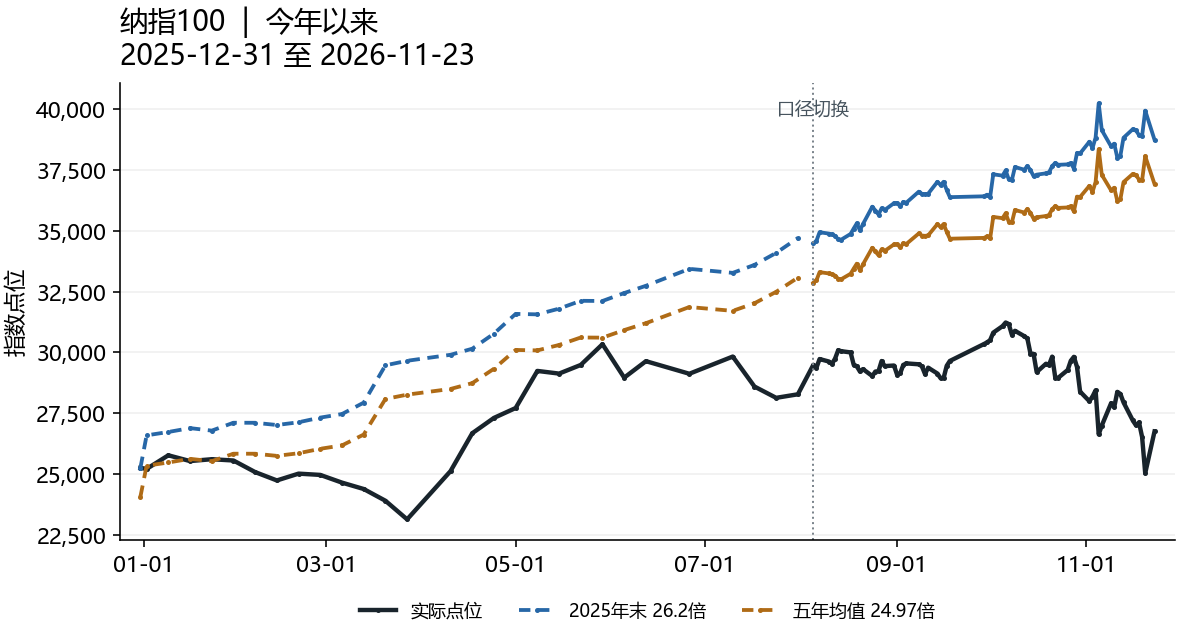 纳指100 | 今年以来
2025-12-31 至 2026-11-23
口径切换
指数点位
40,000
37,500
35,000
32,500
30,000
27,500
25,000
22,500
01-01
03-01
05-01
07-01
09-01
11-01
实际点位
2025年末 26.2倍
五年均值 24.97倍